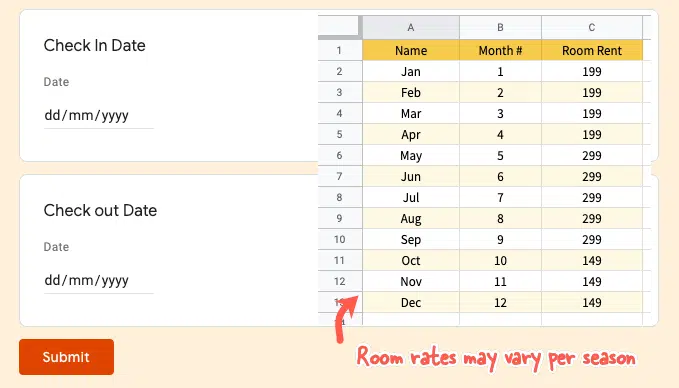 Check In Date
Date
dd/mm/yyyy
Check out Date
Date
dd/mm/yyyy
Submit
A B C
1 Name Month # Room Rent
2 Jan 1 199
3 Feb 2 199
4 Mar 3 199
5 Apr 4 199
6 May 5 299
7 Jun 6 299
8 Jul 7 299
9 Aug 8 299
10 Sep 9 299
11 Oct 10 149
12 Nov 11 149
13 Dec 12 149
Room rates may vary per season